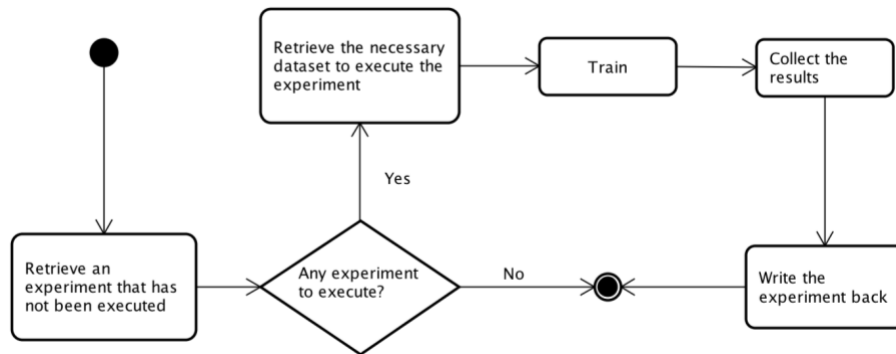 Retrieve the necessary
dataset to execute the
experiment
Train
Collect the
results
Yes
Retrieve an
experiment that has
not been executed
Any experiment
to execute?
No
Write the
experiment back